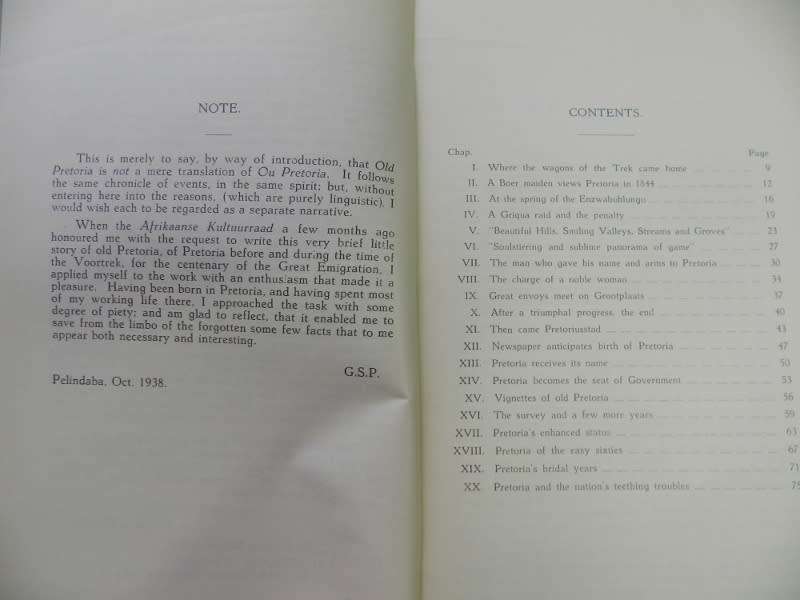 NOTE.
This is merely to say, by way of introduction, that Old
Pretoria is not a mere translation of Ou Pretoria. It follows
the same chronicle of events, in the same spirit; but, without
entering here into the reasons, (which are purely linguistic), I
would wish each to be regarded as a separate narrative.
When the Afrikaanse Kultuurraad a few months ago
honoured me with the request to write this very brief little
story of old Pretoria, of Pretoria before and during the time of
the Voortrek, for the centenary of the Great Emigration, I
applied myself to the work with an enthusiasm that made it a
pleasure. Having been born in Pretoria, and having spent most
of my working life there, I approached the task with some
degree of piety; and am glad to reflect, that it enabled me to
save from the limbo of the forgotten some few facts that to me
appear both necessary and interesting.
G.S.P.
Pelindaba, Oct. 1938.
CONTENTS.
Chap. Page
I. Where the wagons of the Trek came home 9
II. A Boer maiden views Pretoria in 1844 12
III. At the spring of the Enzwabuhlungu 16
IV. A Griqua raid and the penalty 19
V. "Beautiful Hills, Smiling Valleys, Streams and Groves" 23
VI. "Soulstirring and sublime panorama of game" 27
VII. The man who gave his name and arms to Pretoria 30
VIII. The charge of a noble woman 34
IX. Great envoys meet on Grootplaats 37
X. After a triumphal progress, the end 40
XI. Then came Pretoriusstad 43
XII. Newspaper anticipates birth of Pretoria 47
XIII. Pretoria receives its name 50
XIV. Pretoria becomes the seat of Government 53
XV. Vignettes of old Pretoria 56
XVI. The survey and a few more years 59
XVII. Pretoria's enhanced status 63
XVIII. Pretoria of the easy sixties 67
XIX. Pretoria's bridal years 71
XX. Pretoria and the nation's teething troubles 75